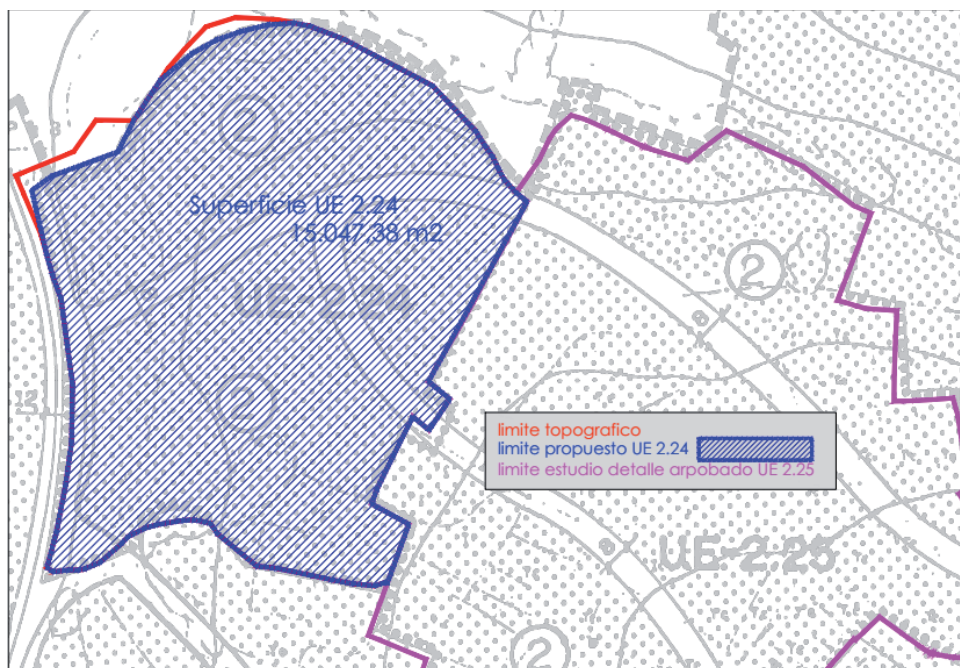 2
Superficie UE 2.24
15.047,38 m2
2
UE-2.24
2
limite topografico
limite propuesto UE 2.24
limite estudio detalle arpobado UE 2.25
UE-2.25
2